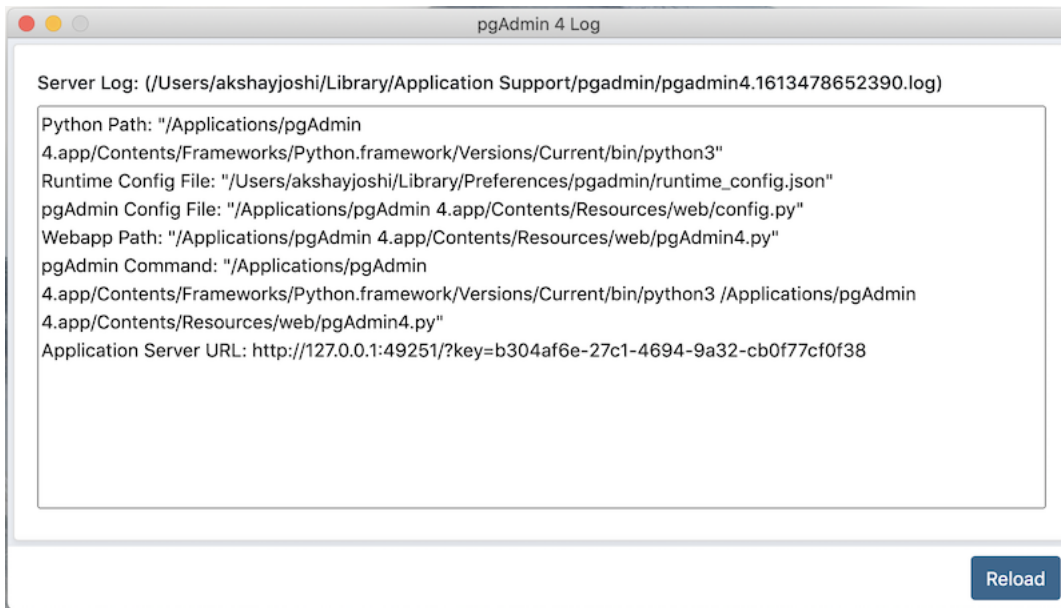 pgAdmin 4 Log
Server Log: (/Users/akshayjoshi/Library/Application Support/pgadmin/pgadmin4.1613478652390.log)
Python Path: "/Applications/pgAdmin
4.app/Contents/Frameworks/Python.framework/Versions/Current/bin/python3"
Runtime Config File: "/Users/akshayjoshi/Library/Preferences/pgadmin/runtime_config.json"
pgAdmin Config File: "/Applications/pgAdmin 4.app/Contents/Resources/web/config.py"
Webapp Path: "/Applications/pgAdmin 4.app/Contents/Resources/web/pgAdmin4.py"
pgAdmin Command: "/Applications/pgAdmin
4.app/Contents/Frameworks/Python.framework/Versions/Current/bin/python3 /Applications/pgAdmin
4.app/Contents/Resources/web/pgAdmin4.py"
Application Server URL: http://127.0.0.1:49251/?key=b304af6e-27c1-4694-9a32-cb0f77cf0f38
Reload